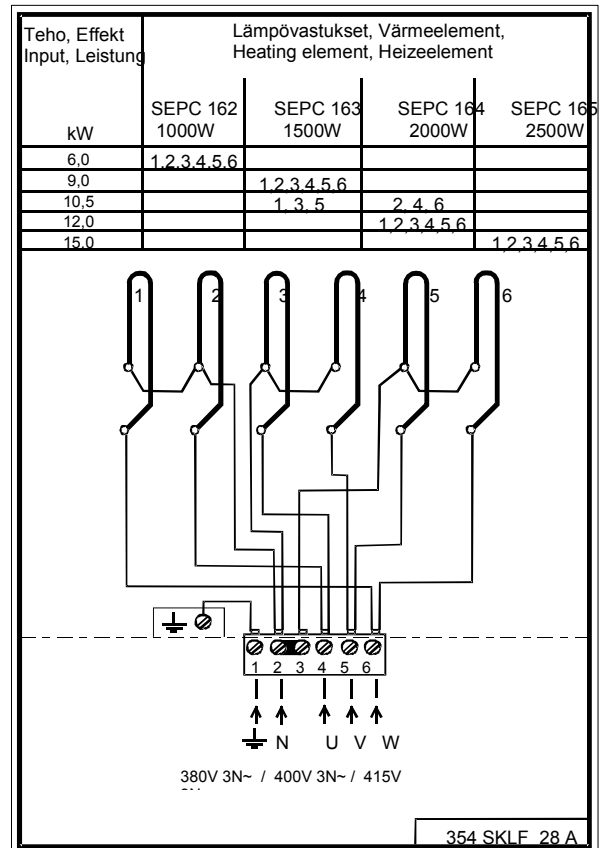 Teho, Effekt
Input, Leistung
Lämpövastukset, Värmeelement,
Heating element, Heizeelement
kW
SEPC 162 SEPC 163 SEPC 164 SEPC 165
1000W 1500W 2000W 2500W
6,0 1,2,3,4,5,6
9,0 1,2,3,4,5,6
10,5 1, 3, 5 2, 4, 6
12,0 1,2,3,4,5,6
15,0 1,2,3,4,5,6
1 2 3 4 5 6
1 2 3 4 5 6
N U V W
380V 3N~ / 400V 3N~ / 415V
354 SKLF 28 A